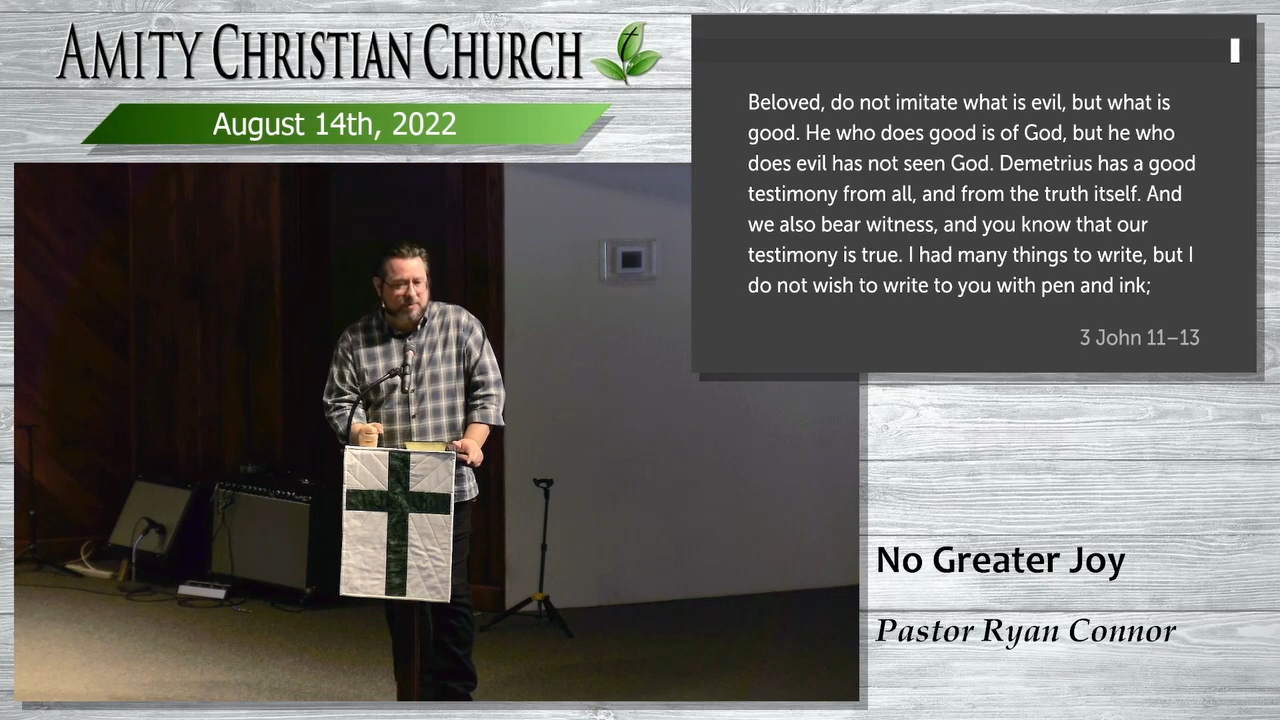 AMITY CHRISTIAN CHURCH
August 14th, 2022
Beloved, do not imitate what is evil, but what is
good. He who does good is of God, but he who
does evil has not seen God. Demetrius has a good
testimony from all, and from the truth itself. And
we also bear witness, and you know that our
testimony is true. I had many things to write, but I
do not wish to write to you with pen and ink;
3 John 11–13
No Greater Joy
Pastor Ryan Connor